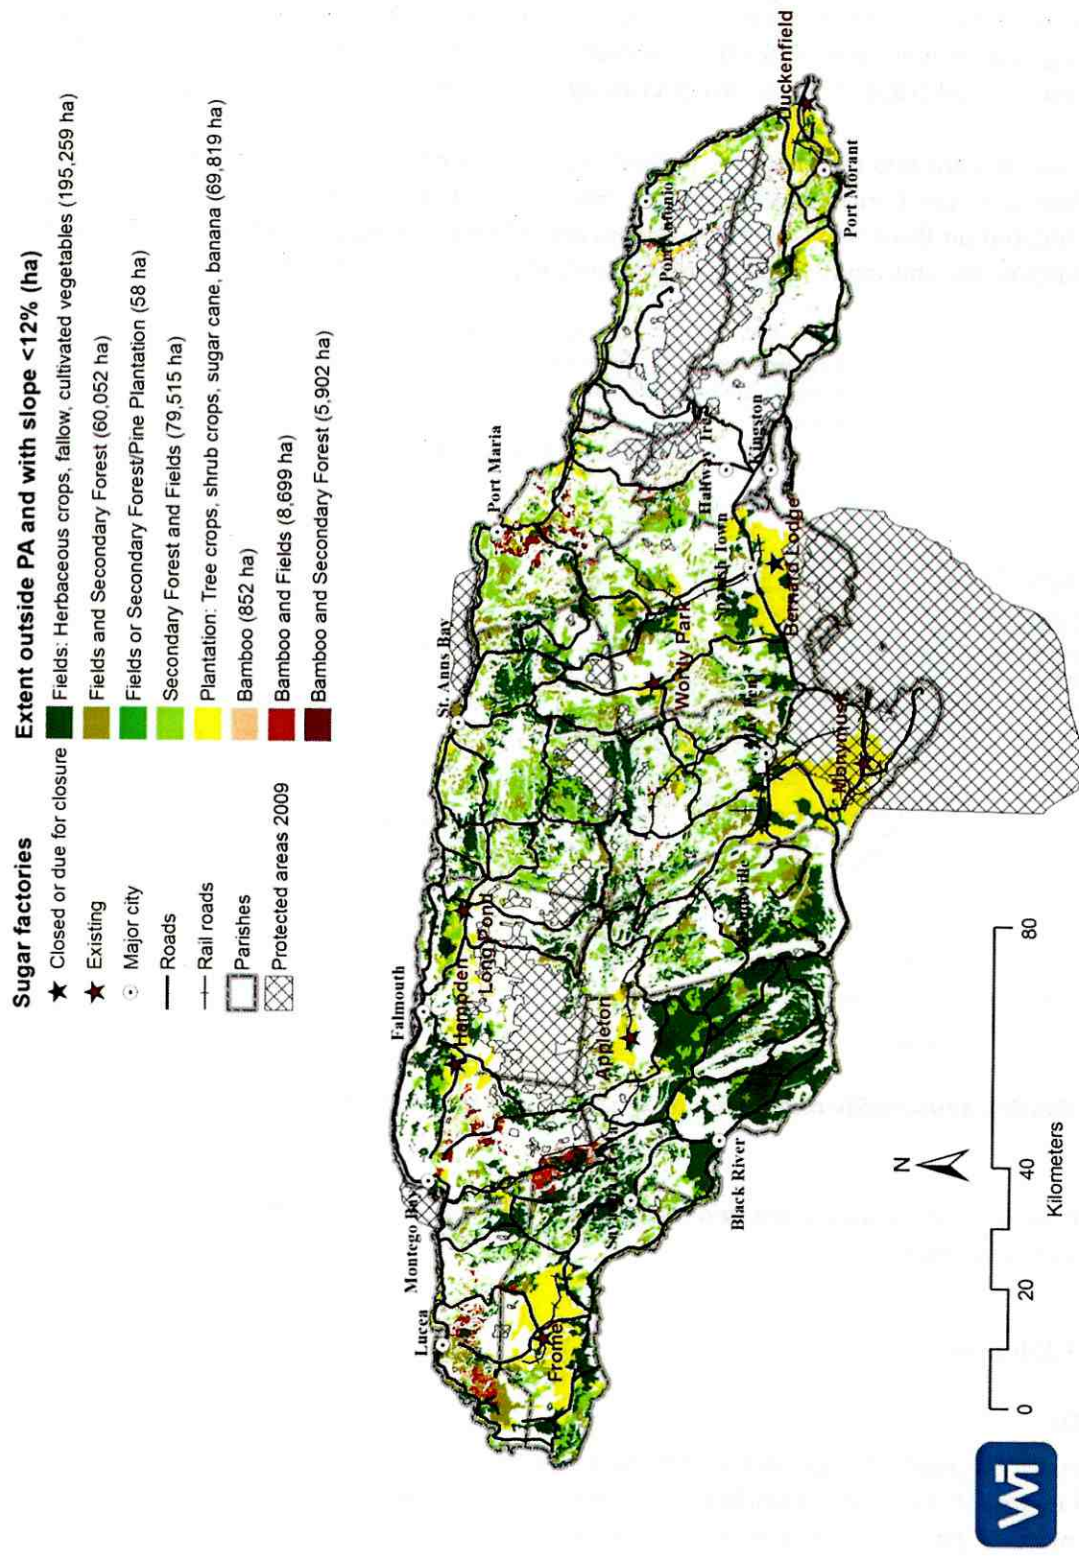 Sugar factories
Closed or due for closure
Existing
Major city
Roads
Rail roads
Parishes
Protected areas 2009
Extent outside PA and with slope <12% (ha)
Fields: Herbaceous crops, fallow, cultivated vegetables (195,259 ha)
Fields and Secondary Forest (60,052 ha)
Fields or Secondary Forest/Pine Plantation (58 ha)
Secondary Forest and Fields (79,515 ha)
Plantation: Tree crops, shrub crops, sugar cane, banana (69,819 ha)
Bamboo (852 ha)
Bamboo and Fields (8,699 ha)
Bamboo and Secondary Forest (5,902 ha)
Lucea
Montego Bay
Falmouth
St. Anns Bay
Port Maria
Port Antonio
Frome
Hampden
Long Pond
Appleton
Worthy Park
Spanish Town
Halfway Tree
Kingston
Bernard Lodge
Monymusk
Duckenfield
Port Morant
Black River
N
0
20
40
80
Kilometers
Wi